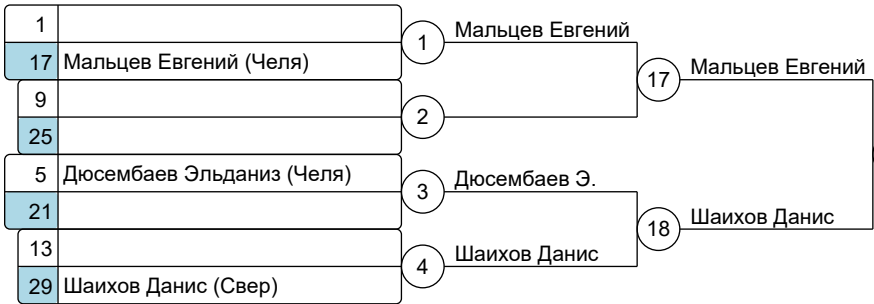 1
17 Мальцев Евгений (Челя)
9
25
5 Дюсембаев Эльданиз (Челя)
21
13
29 Шаихов Данис (Свер)
1 Мальцев Евгений
2
3 Дюсембаев Э.
4 Шаихов Данис
17 Мальцев Евгений
18 Шаихов Данис